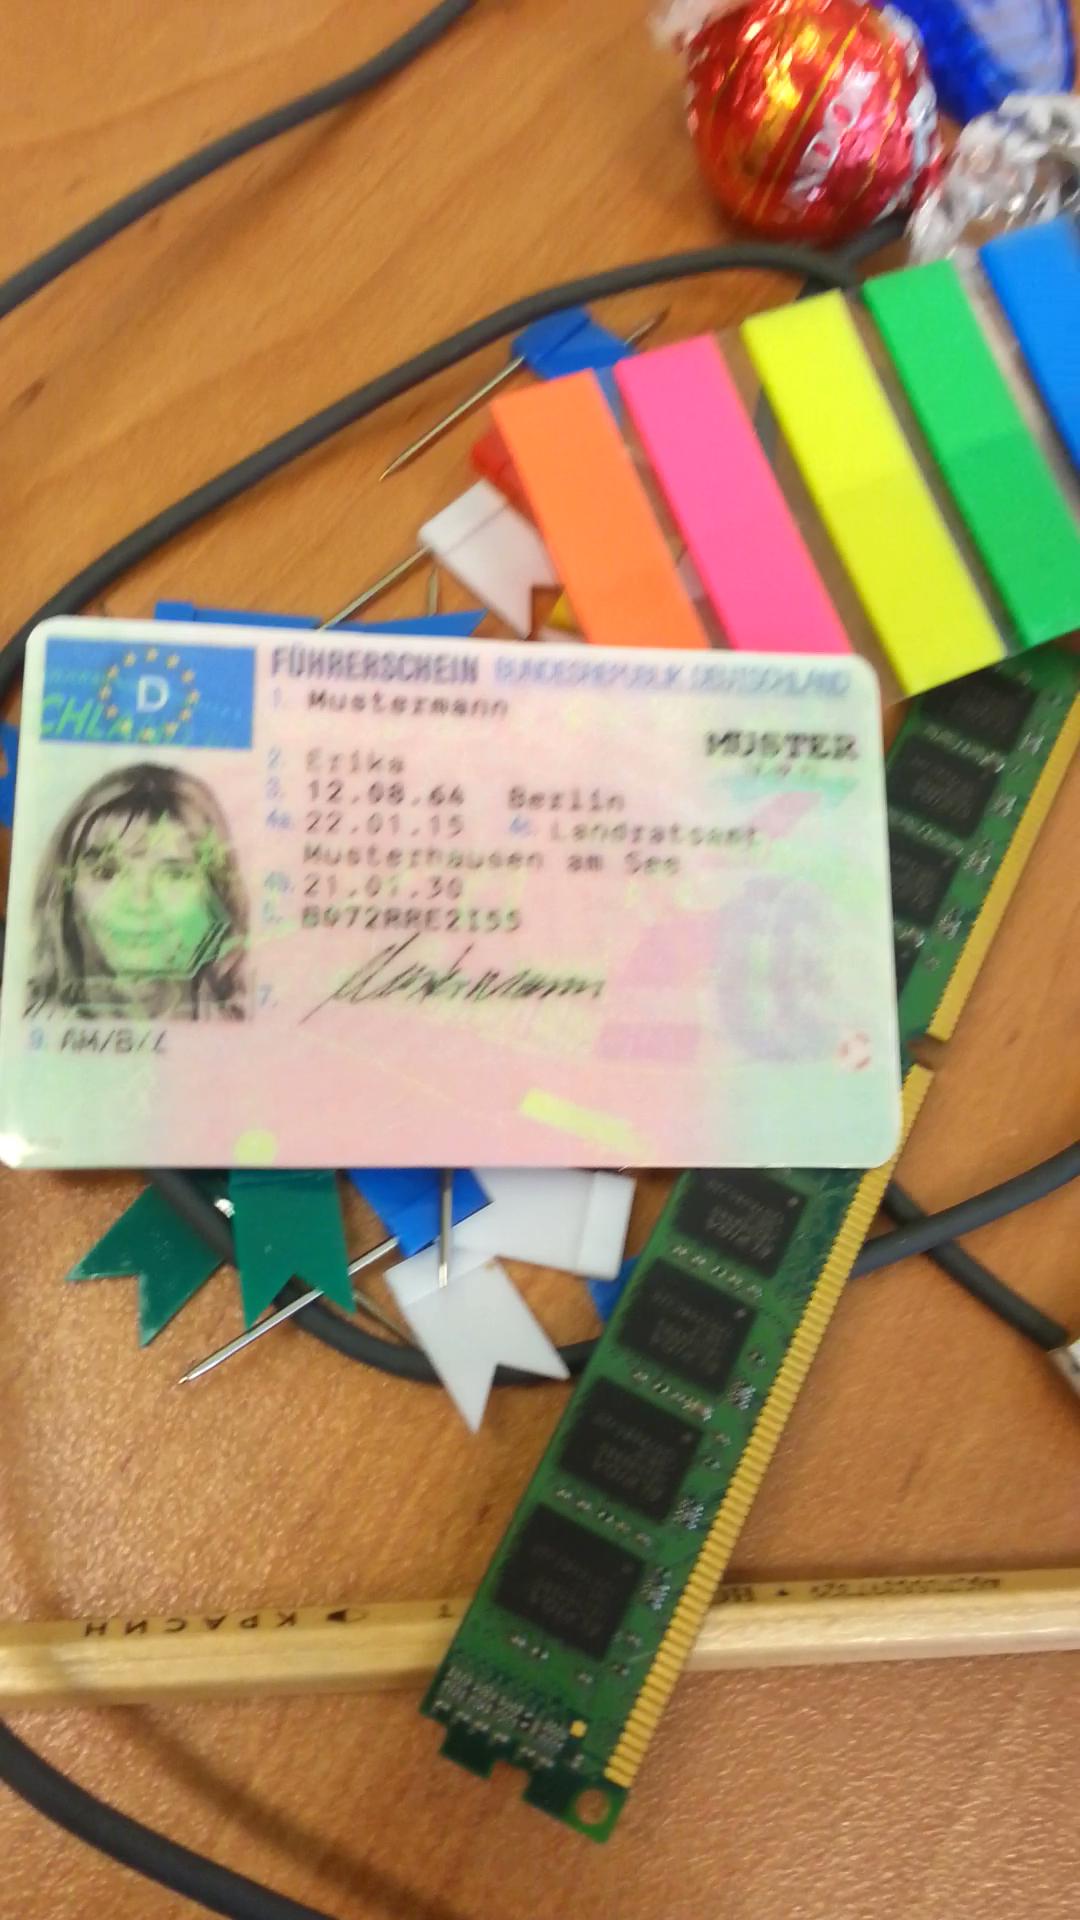 D
FÜHRERSCHEIN BUNDESREPUBLIK DEUTSCHLAND
1. Mustermann
MUSTER
2. Erika
3. 12.08.64 Berlin
4a. 22.01.15 4c. Landratsamt
Musterhausen am See
4b. 21.01.30
5. B072RRE2I55
7. Mustermann
9. AM/B/L
КРАСИН